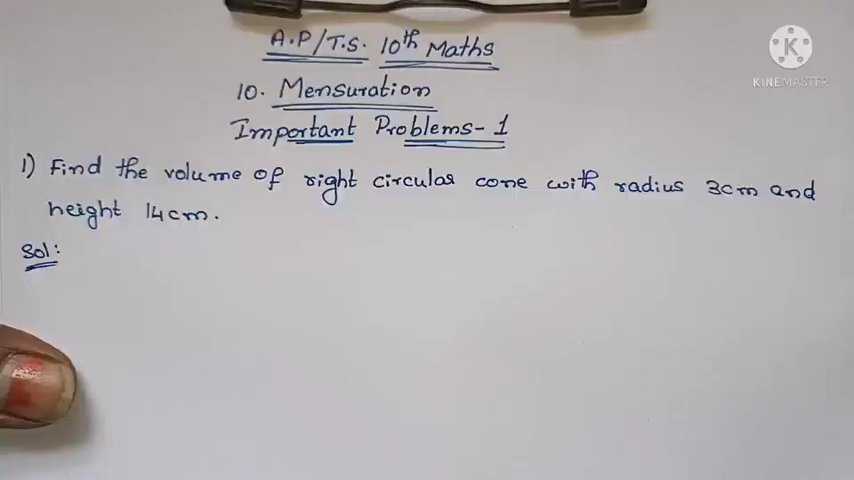 A.P/T.S. 10th Maths
10. Mensuration
Important Problems-1
1) Find the volume of right circular cone with radius 3cm and
height 14cm.
Sol:
KINEMASTER